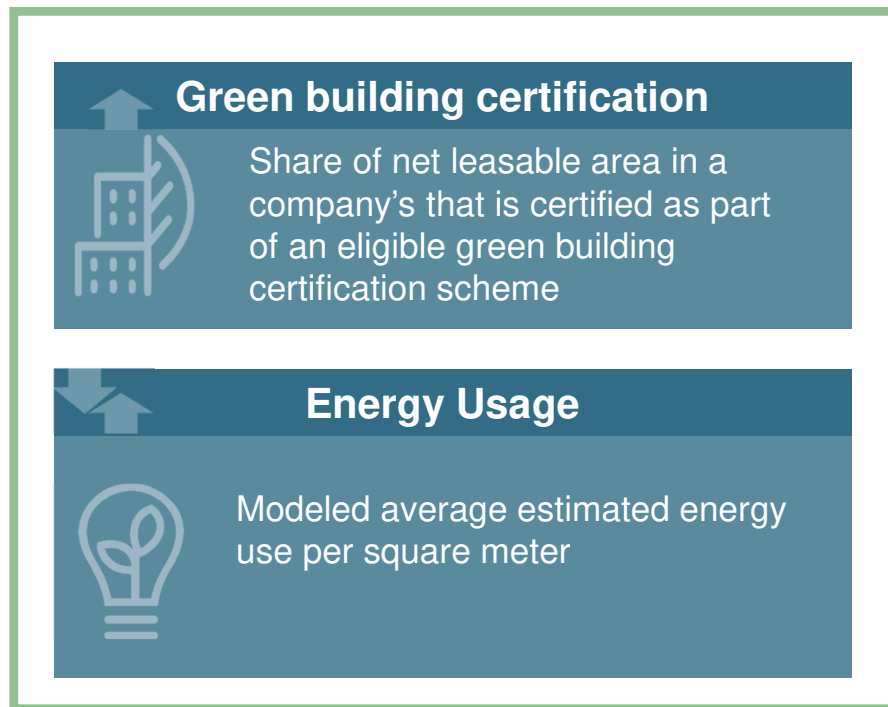 Green building certification
Share of net leasable area in a
company's that is certified as part
of an eligible green building
certification scheme
Energy Usage
Modeled average estimated energy
use per square meter